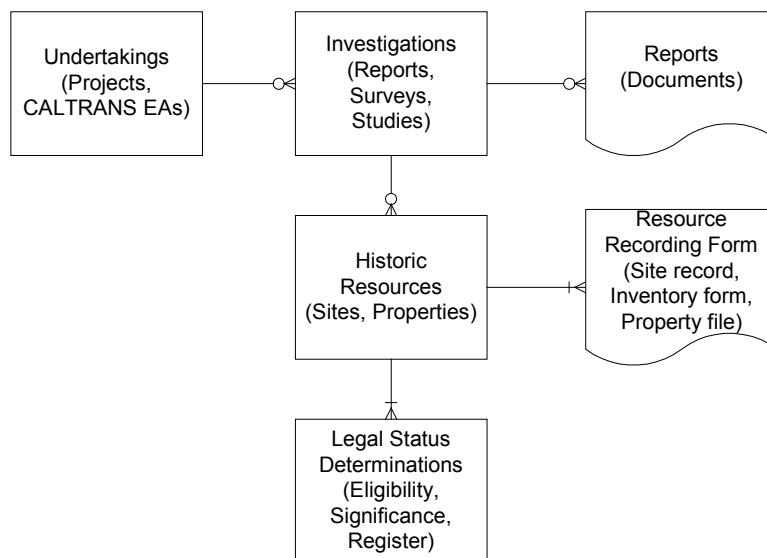 Undertakings
(Projects,
CALTRANS EAs)
Investigations
(Reports,
Surveys,
Studies)
Reports
(Documents)
Historic
Resources
(Sites, Properties)
Resource
Recording Form
(Site record,
Inventory form,
Property file)
Legal Status
Determinations
(Eligibility,
Significance,
Register)